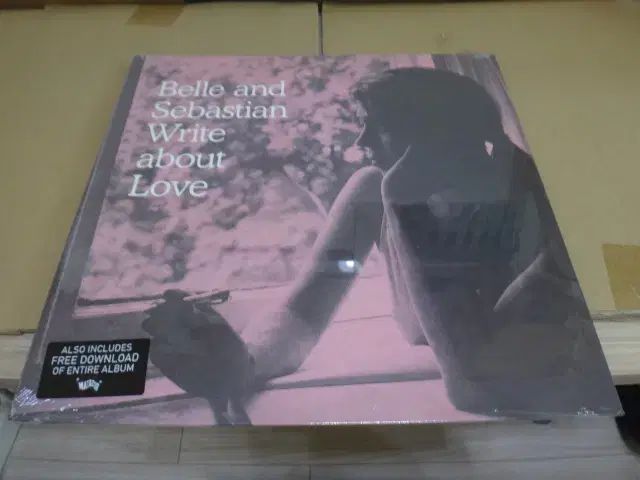 Belle and
Sebastian
Write
about
Love
ALSO INCLUDES
FREE DOWNLOAD
OF ENTIRE ALBUM